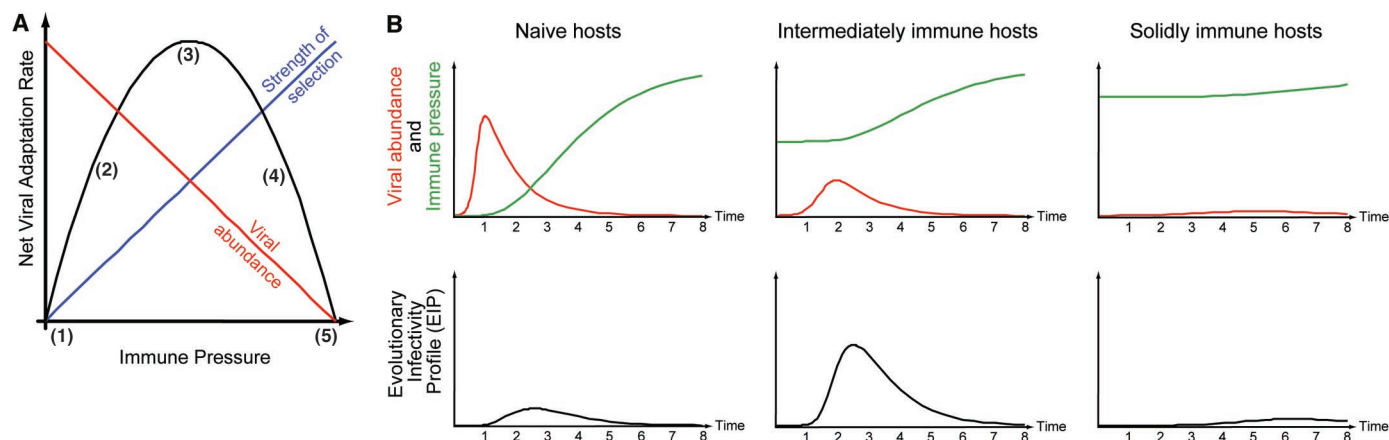 A
Net Viral Adaptation Rate
(1)
(2)
(3)
(4)
(5)
Strength of
selection
Viral
abundance
Immune Pressure
B
Naive hosts
Intermediately immune hosts
Solidly immune hosts
Viral abundance
and
Immune pressure
1 2 3 4 5 6 7 8
Time
1 2 3 4 5 6 7 8
Time
1 2 3 4 5 6 7 8
Time
Evolutionary
Infectivity
Profile (EIP)
1 2 3 4 5 6 7 8
Time
1 2 3 4 5 6 7 8
Time
1 2 3 4 5 6 7 8
Time